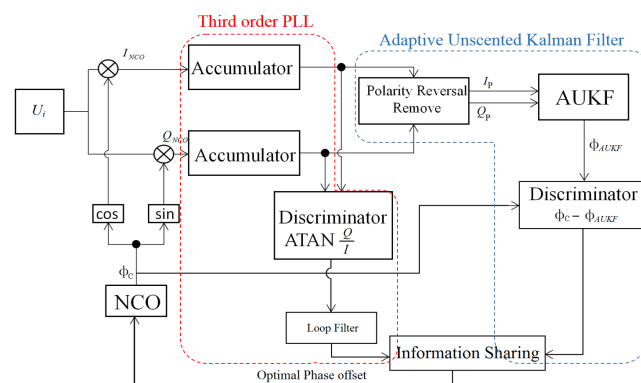 Third order PLL
Adaptive Unscented Kalman Filter
I_NCO
Accumulator
U_i
Polarity Reversal
Remove
I_P
Q_P
AUKF
Q_NCO
Accumulator
ϕ_AUKF
cos
sin
Discriminator
ATAN Q/I
Discriminator
ϕ_C − ϕ_AUKF
ϕ_C
NCO
Loop Filter
Information Sharing
Optimal Phase offset